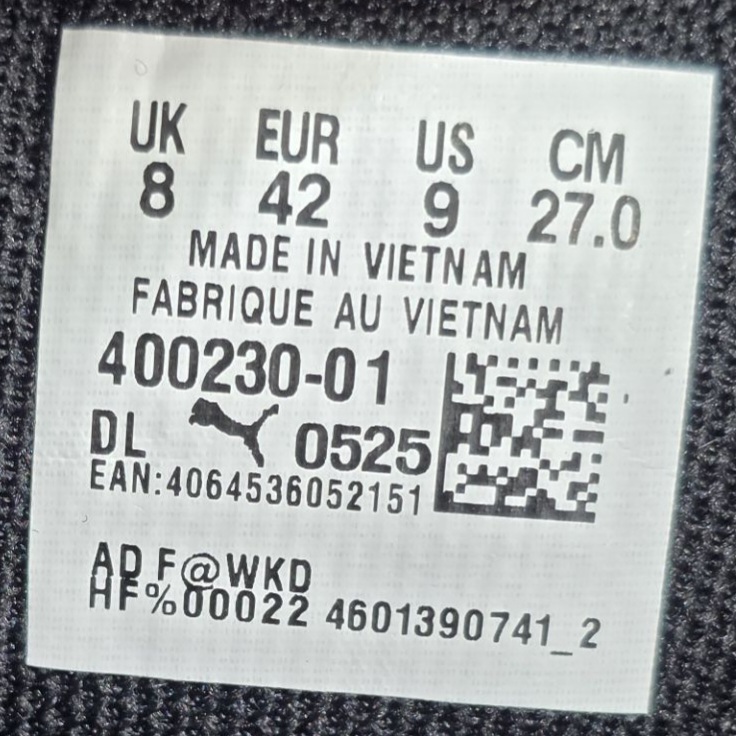 UK EUR US CM
8 42 9 27.0
MADE IN VIETNAM
FABRIQUE AU VIETNAM
400230-01
DL 0525
EAN:4064536052151
AD F@WKD
HF%00022 4601390741_2